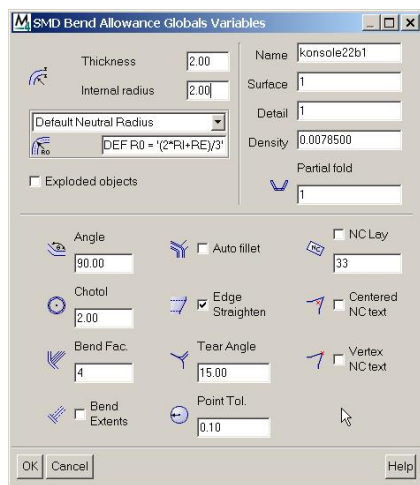 SMD Bend Allowance Globals Variables
Thickness 2.00
Internal radius 2.00
Default Neutral Radius
R0 DEF R0 = '(2*RI+RE)/3'
Exploded objects
Name konsole22b1
Surface 1
Detail 1
Density 0.0078500
Partial fold
1
Angle
90.00
Auto fillet
NC Lay
NC
33
Chotol
2.00
Edge
Straighten
Centered
NC text
Bend Fac.
4
Tear Angle
15.00
Vertex
NC text
Bend
Extents
Point Tol.
0.10
OK Cancel Help